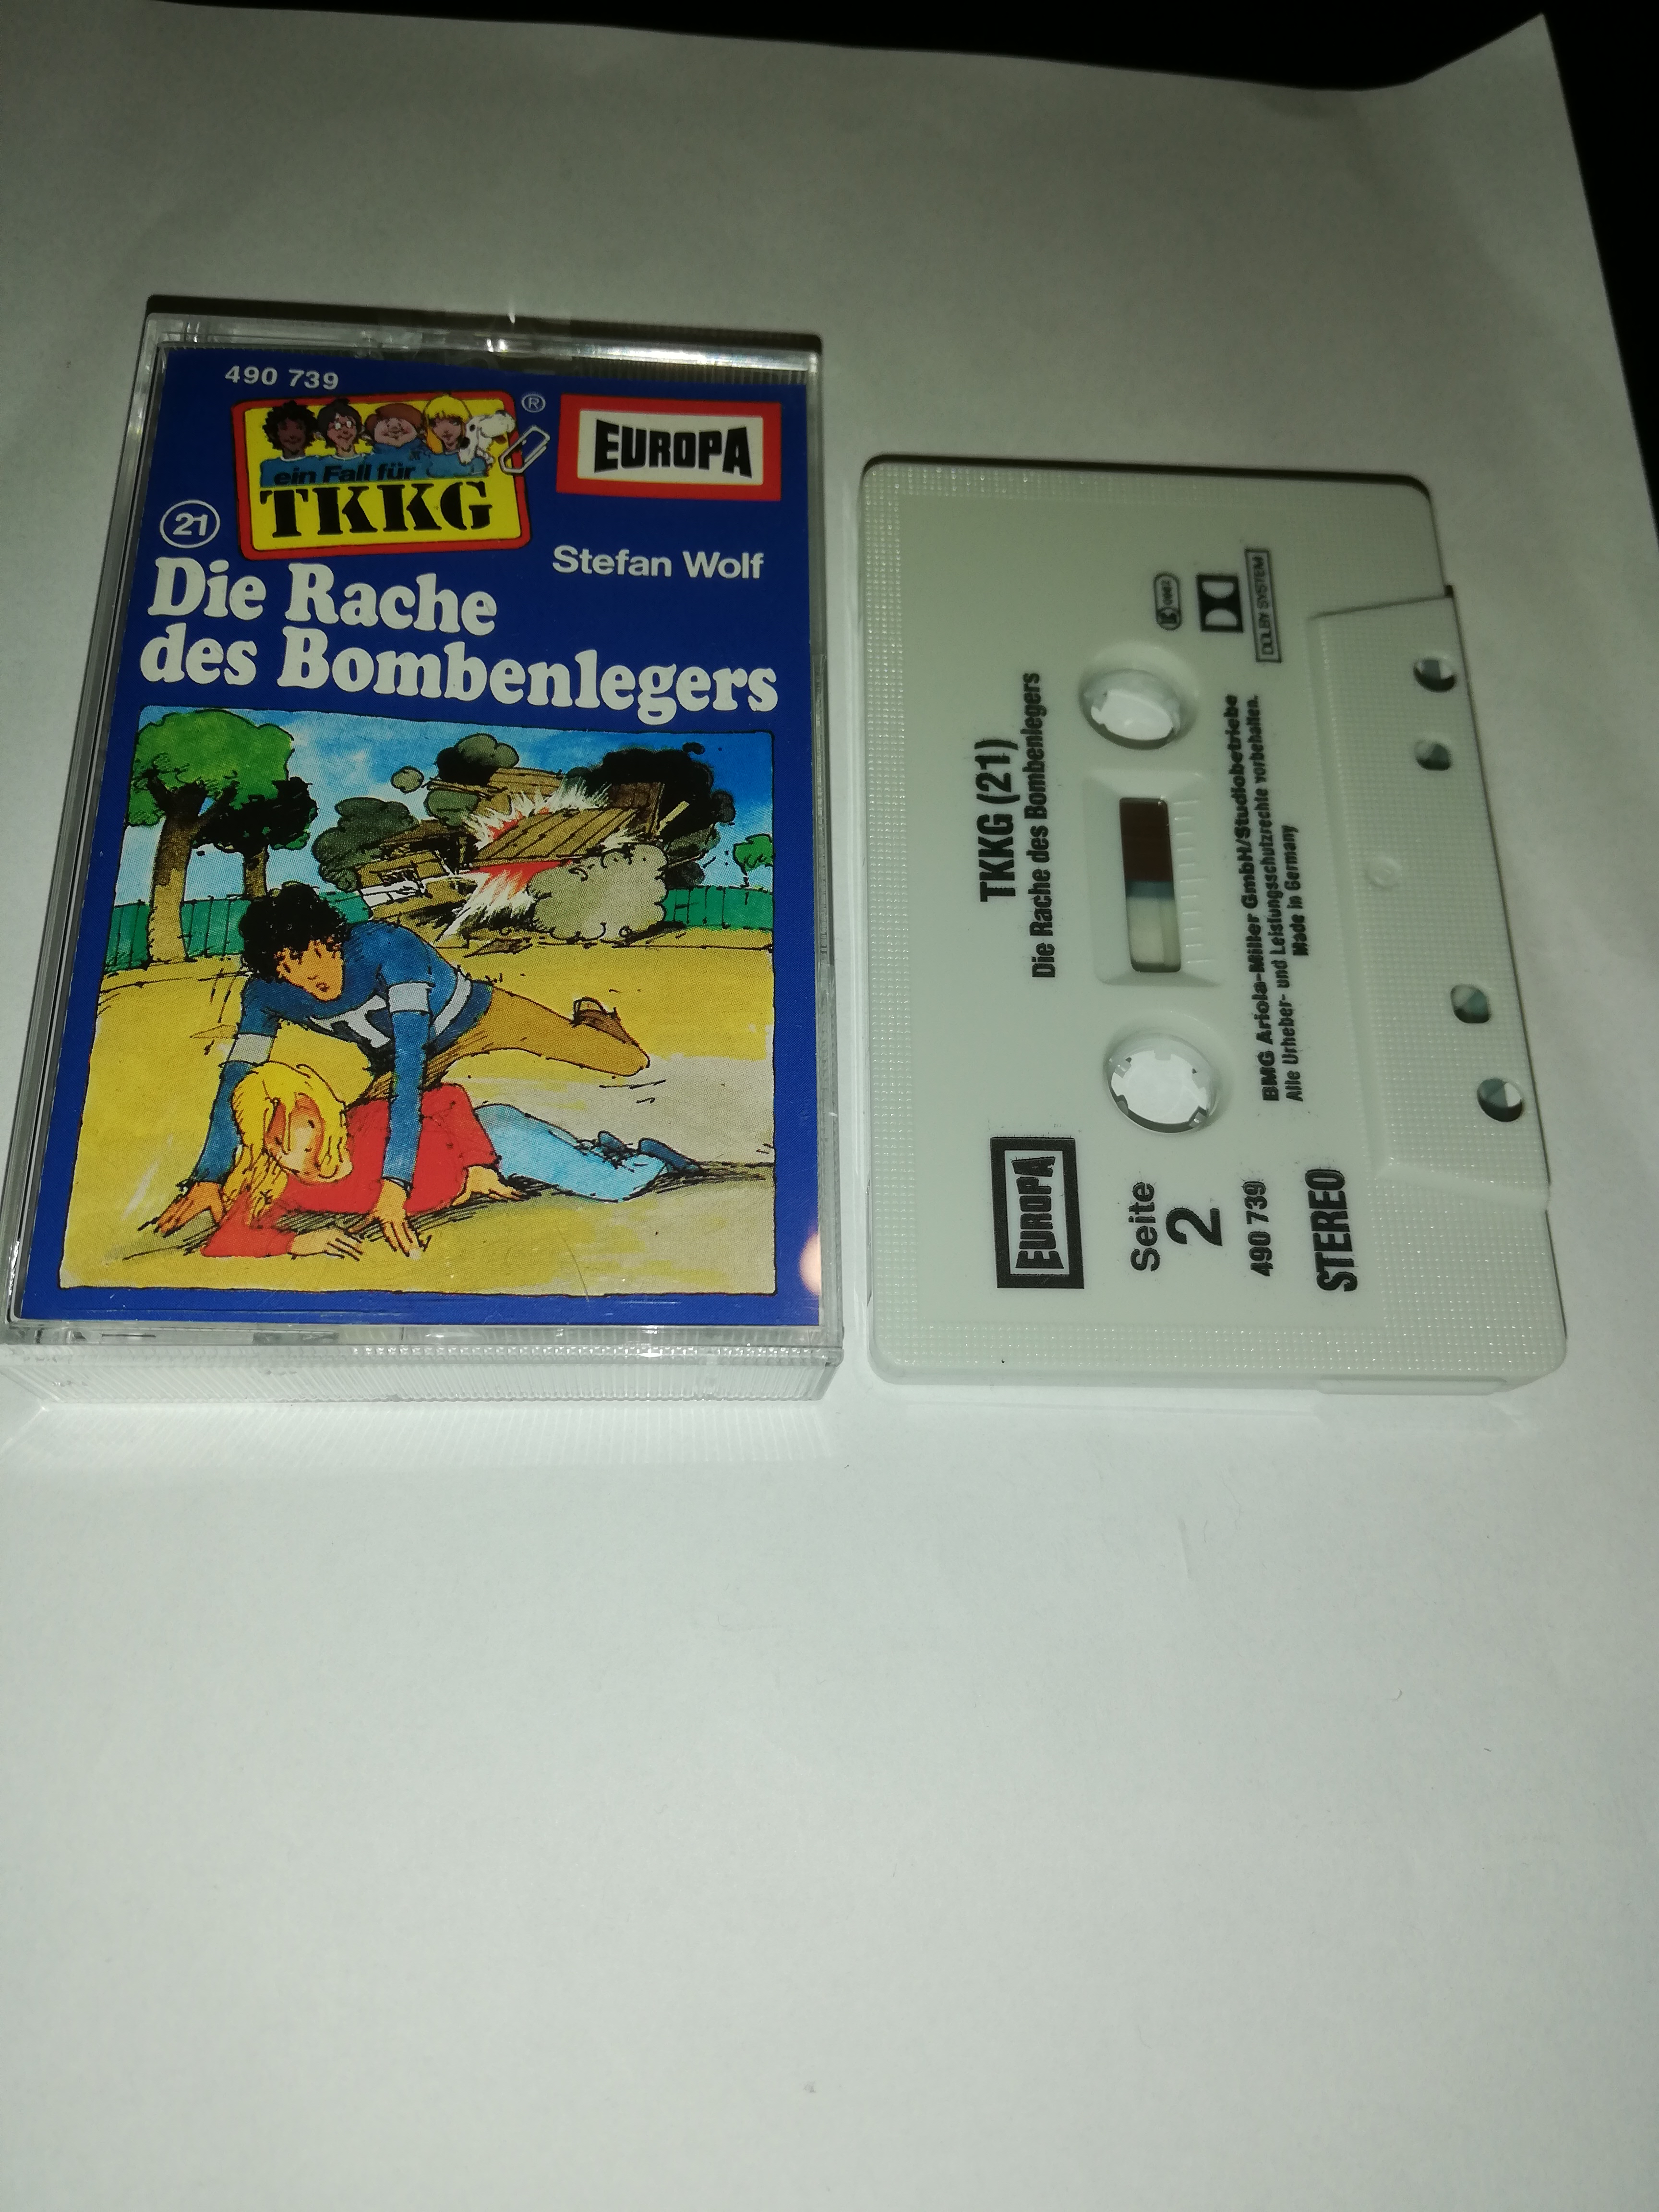 490 739
ein Fall für
TKKG
®
EUROPA
21
Stefan Wolf
Die Rache
des Bombenlegers
TKKG (21)
Die Rache des Bombenlegers
EUROPA
Seite
2
490 739
STEREO
DOLBY SYSTEM
BMG Ariola-Miller GmbH/Studiobetriebe
Alle Urheber- und Leistungsschutzrechte vorbehalten.
Made in Germany